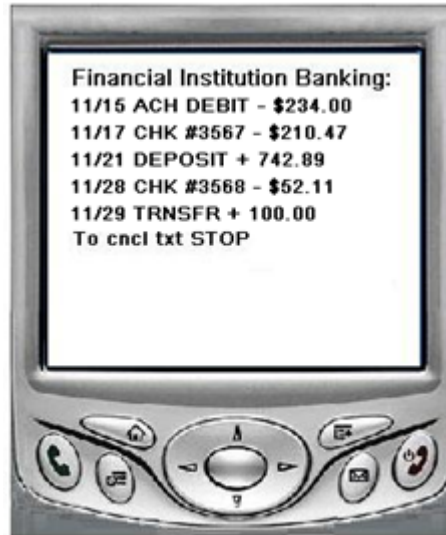 Financial Institution Banking:
11/15 ACH DEBIT - $234.00
11/17 CHK #3567 - $210.47
11/21 DEPOSIT + 742.89
11/28 CHK #3568 - $52.11
11/29 TRNSFR + 100.00
To cncl txt STOP